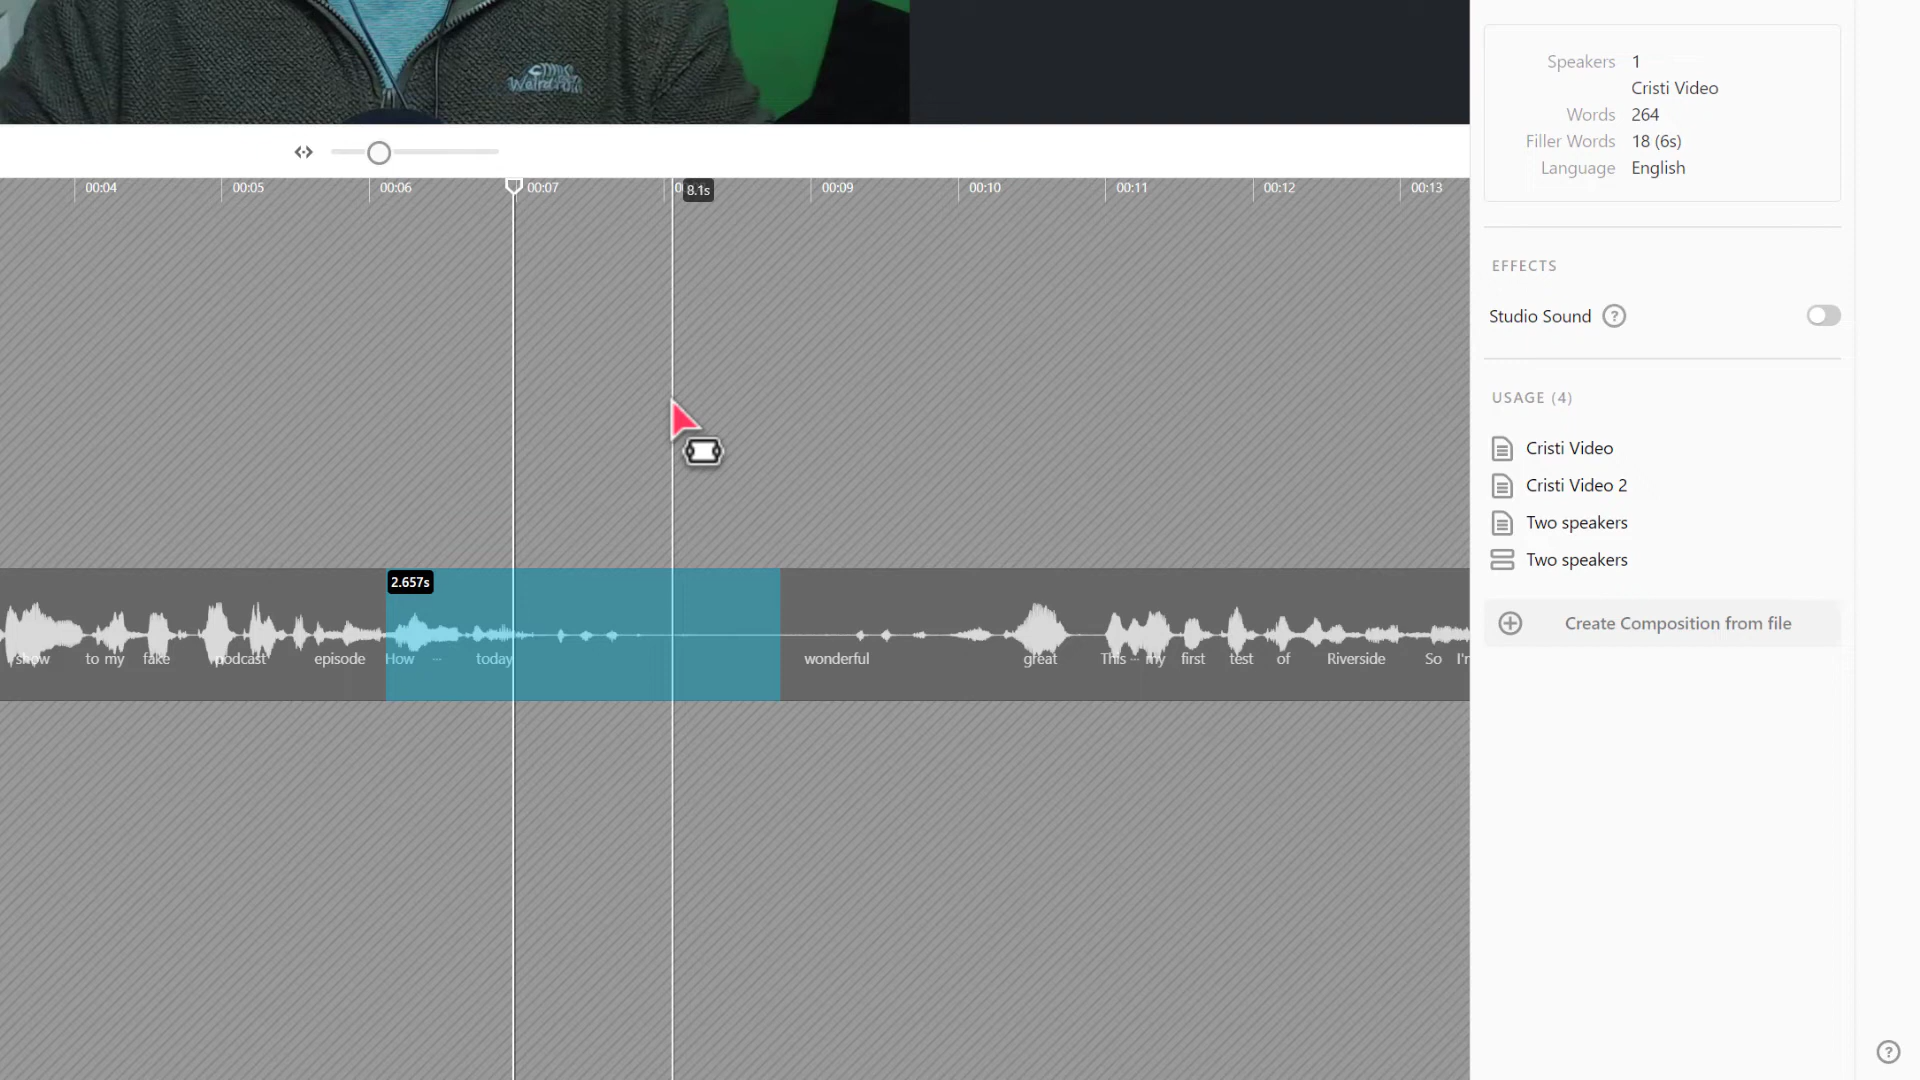 Speakers 1
Cristi Video
Words 264
Filler Words 18 (6s)
Language English
00:04 00:05 00:06 00:07 8.1s 00:09 00:10 00:11 00:12 00:13
EFFECTS
Studio Sound ?
USAGE (4)
Cristi Video
Cristi Video 2
Two speakers
Two speakers
Create Composition from file
2.657s
show to my fake podcast episode How ... today wonderful great This ... my first test of Riverside So
?